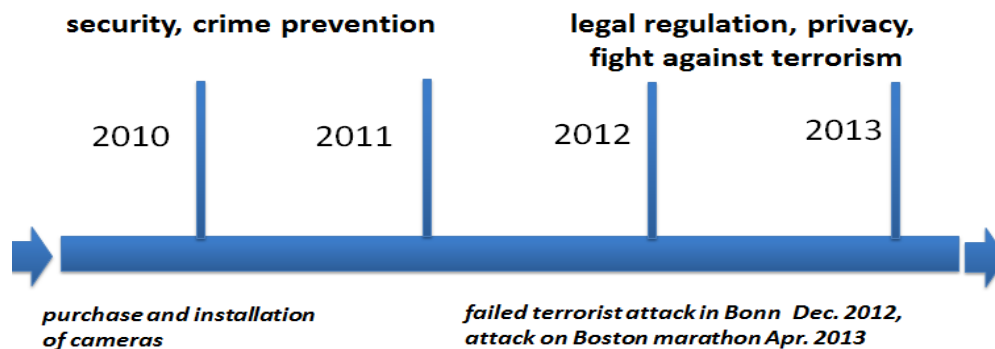 security, crime prevention
legal regulation, privacy,
fight against terrorism
2010
2011
2012
2013
purchase and installation
of cameras
failed terrorist attack in Bonn Dec. 2012,
attack on Boston marathon Apr. 2013